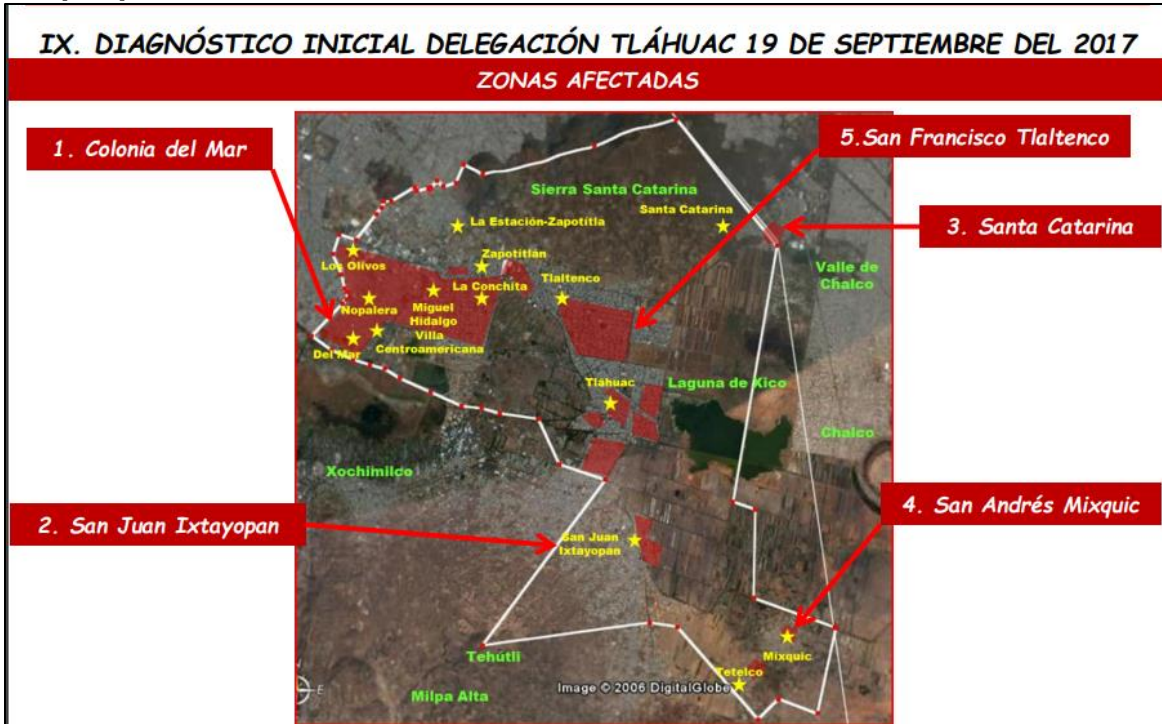 IX. DIAGNÓSTICO INICIAL DELEGACIÓN TLÁHUAC 19 DE SEPTIEMBRE DEL 2017
ZONAS AFECTADAS
1. Colonia del Mar
5.San Francisco Tlaltenco
Sierra Santa Catarina
Santa Catarina
La Estación-Zapotítla
3. Santa Catarina
Los Olivos
Zapotitlán
Tlaltenco
Valle de
Chalco
La Conchita
Nopalera
Miguel
Hidalgo
Villa
Centroamericana
Del Mar
Tláhuac
Laguna de Xico
Chalco
Xochimilco
4. San Andrés Mixquic
2. San Juan Ixtayopan
San Juan
Ixtayopan
Mixquic
Tehútli
Tetelco
Milpa Alta
Image © 2006 DigitalGlobe
E